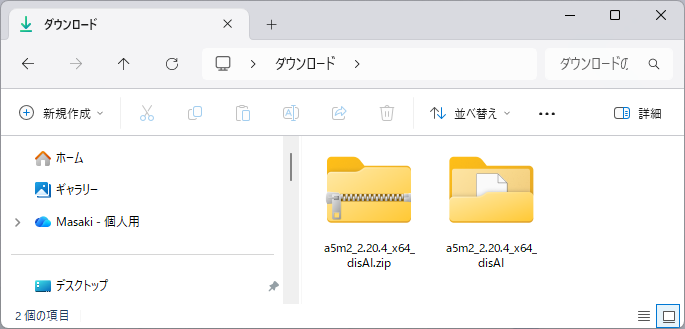 ダウンロード
ダウンロード
ダウンロードの
新規作成
並べ替え
詳細
ホーム
ギャラリー
Masaki - 個人用
デスクトップ
a5m2_2.20.4_x64_
disAI.zip
a5m2_2.20.4_x64_
disAI
2 個の項目